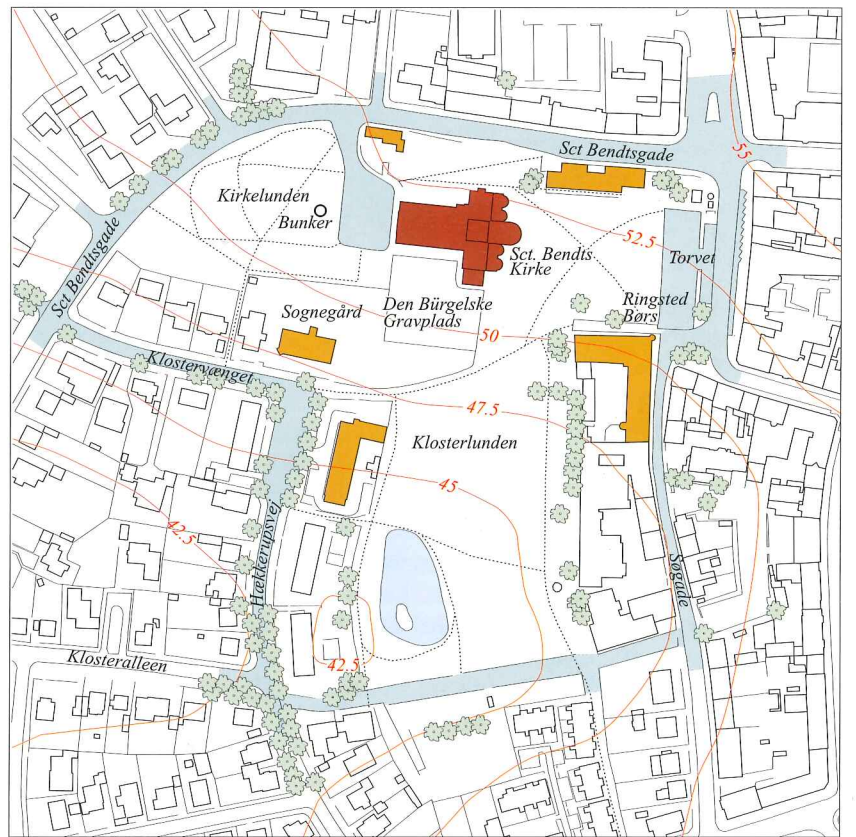 55
Sct Bendtsgade
Kirkelunden
Bunker
52.5
Sct. Bendts
Kirke
Torvet
Sct Bendtsgade
Sognegård
Den Bürgelske
Gravplads
Ringsted
Børs
50
Klostervænget
47.5
Klosterlunden
45
42.5
Hækkerupsvej
Søgade
Klosteralleen
42.5